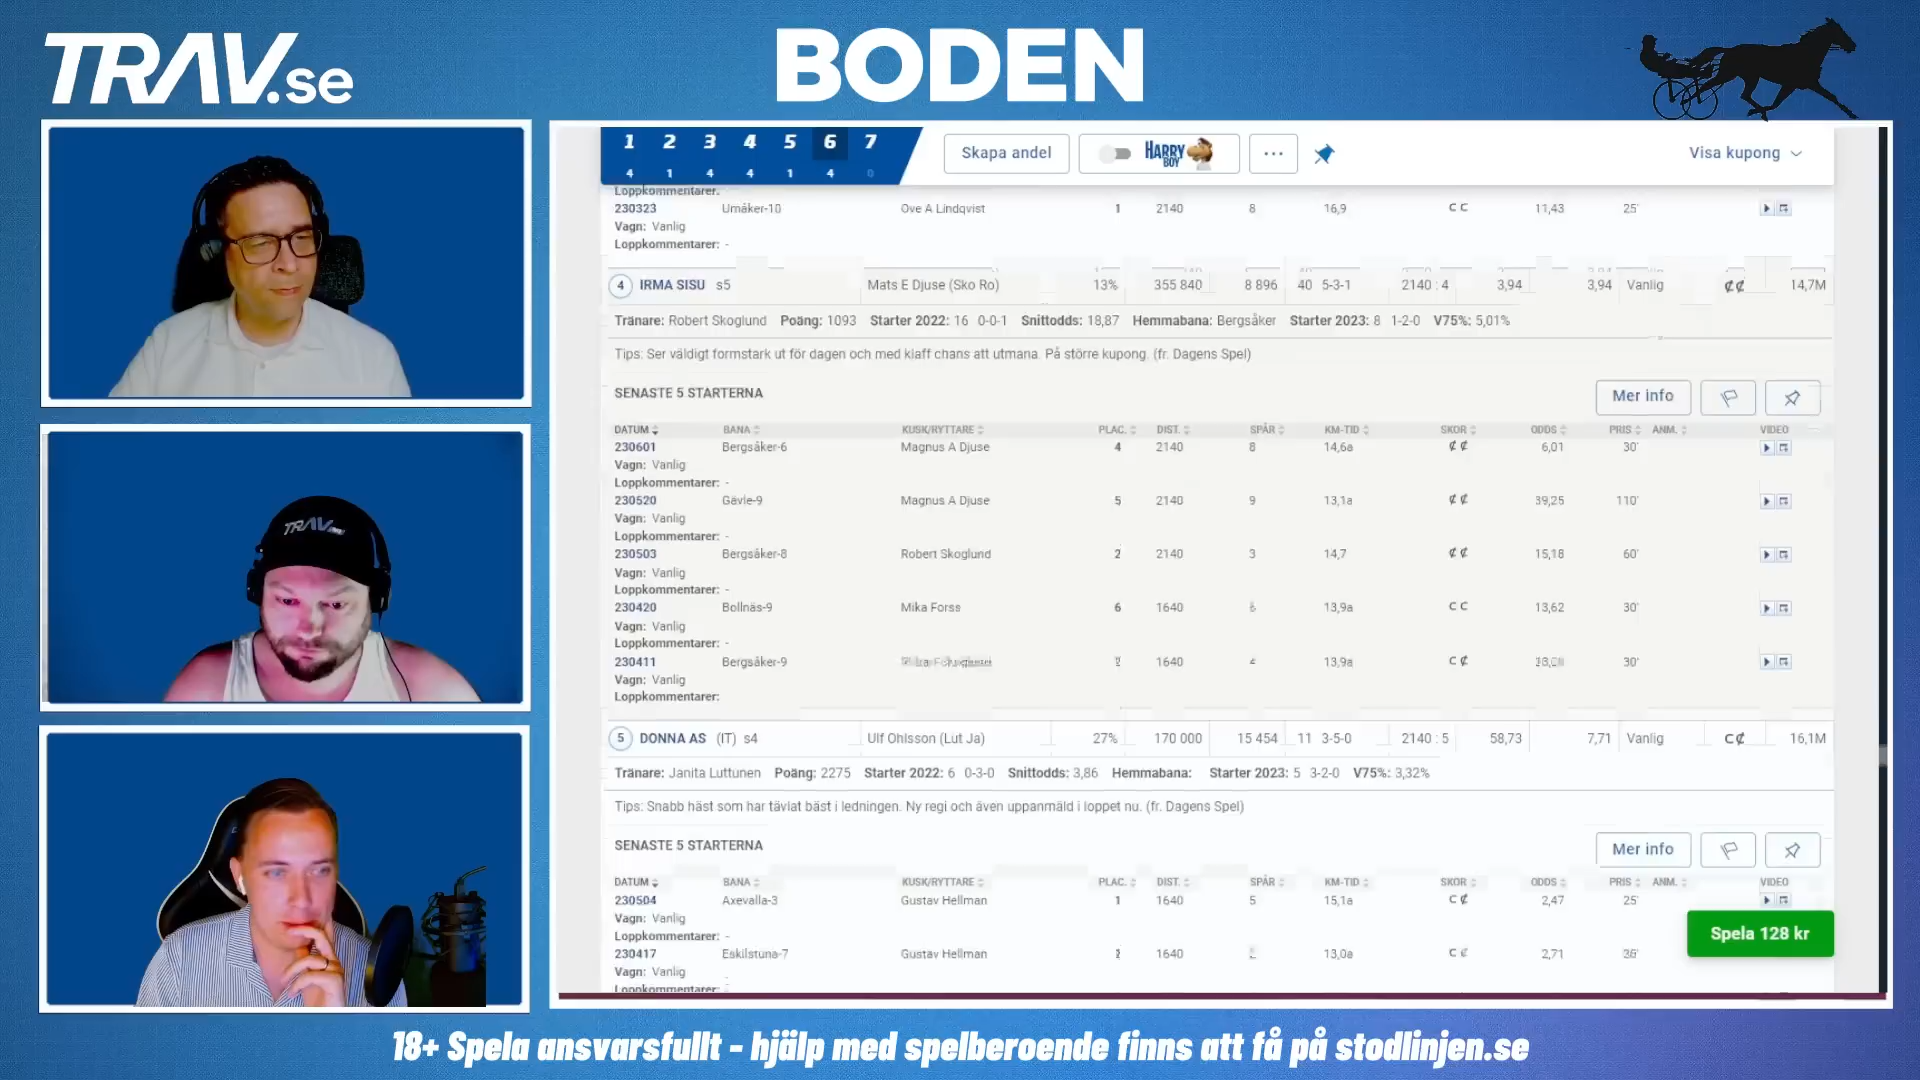 TRAV.se
BODEN
1 2 3 4 5 6 7
4 1 4 4 1 4 0
Skapa andel
HARRY BOY
...
Visa kupong
Loppkommentarer:
230323 Umåker-10 Ove A Lindqvist 1 2140 8 16,9 C C 11,43 25'
Vagn: Vanlig
Loppkommentarer: -
4 IRMA SISU s5 Mats E Djuse (Sko Ro) 13% 355 840 8 896 40 5-3-1 2140 : 4 3,94 3,94 Vanlig ȼȼ 14,7M
Tränare: Robert Skoglund Poäng: 1093 Starter 2022: 16 0-0-1 Snittodds: 18,87 Hemmabana: Bergsåker Starter 2023: 8 1-2-0 V75%: 5,01%
Tips: Ser väldigt formstark ut för dagen och med klaff chans att utmana. På större kupong. (fr. Dagens Spel)
SENASTE 5 STARTERNA
Mer info
DATUM BANA KUSK/RYTTARE PLAC. DIST. SPÅR KM-TID SKOR ODDS PRIS ANM. VIDEO
230601 Bergsåker-6 Magnus A Djuse 4 2140 8 14,6a ȼ ȼ 6,01 30'
Vagn: Vanlig
Loppkommentarer: -
230520 Gävle-9 Magnus A Djuse 5 2140 9 13,1a ȼ ȼ 39,25 110'
Vagn: Vanlig
Loppkommentarer: -
230503 Bergsåker-8 Robert Skoglund 2 2140 3 14,7 ȼ ȼ 15,18 60'
Vagn: Vanlig
Loppkommentarer: -
230420 Bollnäs-9 Mika Forss 6 1640 13,9a C C 13,62 30'
Vagn: Vanlig
Loppkommentarer: -
230411 Bergsåker-9 1640 13,9a C ȼ 30'
Vagn: Vanlig
Loppkommentarer:
5 DONNA AS (IT) s4 Ulf Ohlsson (Lut Ja) 27% 170 000 15 454 11 3-5-0 2140 : 5 58,73 7,71 Vanlig Cȼ 16,1M
Tränare: Janita Luttunen Poäng: 2275 Starter 2022: 6 0-3-0 Snittodds: 3,86 Hemmabana: Starter 2023: 5 3-2-0 V75%: 3,32%
Tips: Snabb häst som har tävlat bäst i ledningen. Ny regi och även uppanmäld i loppet nu. (fr. Dagens Spel)
SENASTE 5 STARTERNA
Mer info
DATUM BANA KUSK/RYTTARE PLAC. DIST. SPÅR KM-TID SKOR ODDS PRIS ANM. VIDEO
230504 Axevalla-3 Gustav Hellman 1 1640 5 15,1a C ȼ 2,47 25'
Vagn: Vanlig
Loppkommentarer: -
230417 Eskilstuna-7 Gustav Hellman 1640 13,0a C ȼ 2,71
Vagn: Vanlig
Loppkommentarer: -
Spela 128 kr
TRAV.se
18+ Spela ansvarsfullt - hjälp med spelberoende finns att få på stodlinjen.se